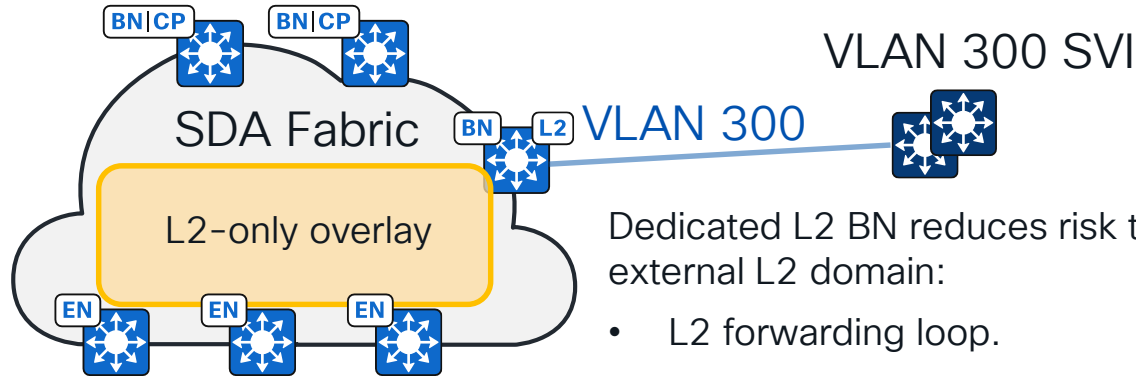 BN|CP
BN|CP
VLAN 300 SVI
SDA Fabric
BN
L2
VLAN 300
L2-only overlay
Dedicated L2 BN reduces risk
external L2 domain:
EN
EN
EN
• L2 forwarding loop.